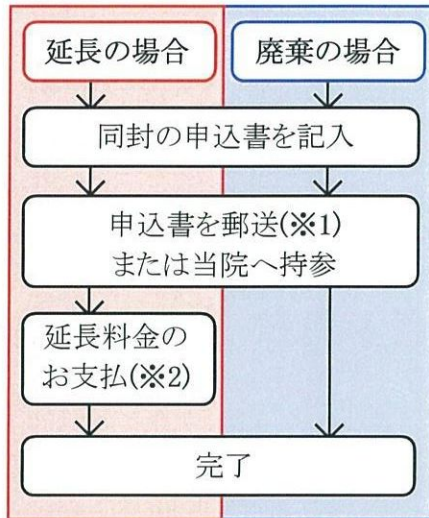 延長の場合
廃棄の場合
同封の申込書を記入
申込書を郵送(※1)
または当院へ持参
延長料金の
お支払(※2)
完了